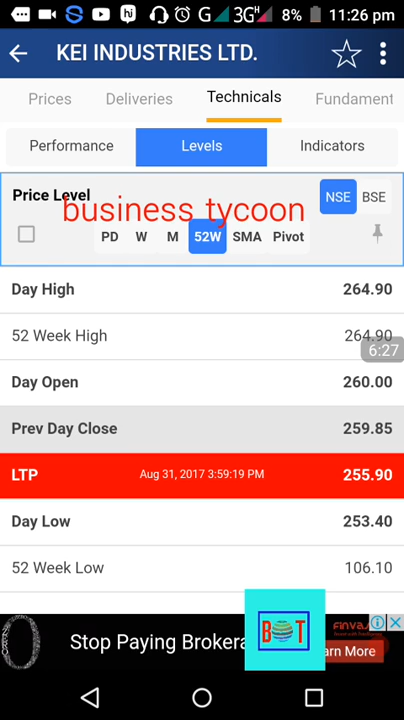 G 3G H 8% 11:26 pm
KEI INDUSTRIES LTD.
Prices Deliveries Technicals Fundament
Performance Levels Indicators
Price Level NSE BSE
business tycoon
PD W M 52W SMA Pivot
Day High 264.90
52 Week High 264.90
6:27
Day Open 260.00
Prev Day Close 259.85
LTP Aug 31, 2017 3:59:19 PM 255.90
Day Low 253.40
52 Week Low 106.10
Stop Paying Brokera
BOT
FINVASIA
arn More